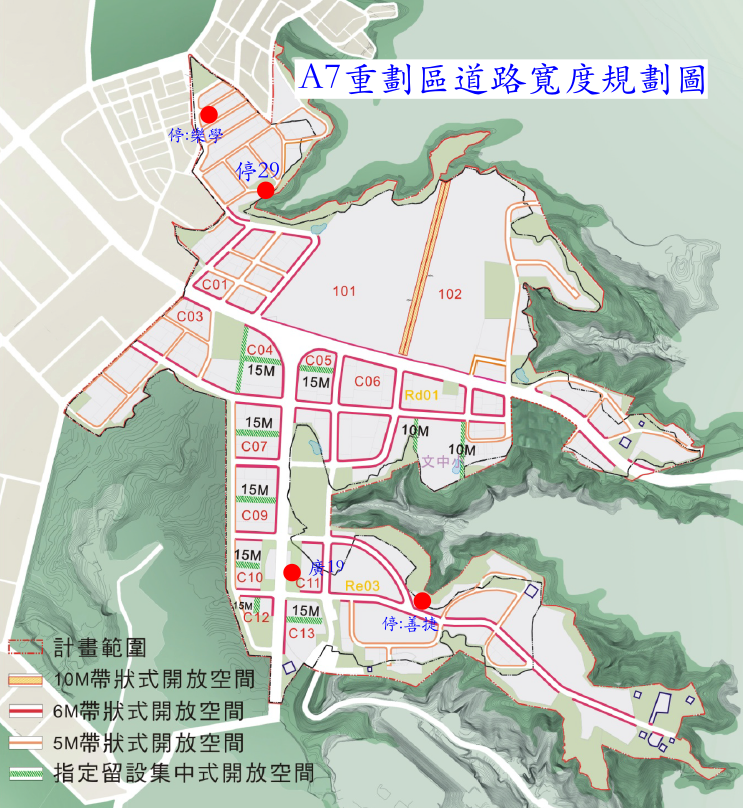 A7重劃區道路寬度規劃圖
停:樂學
停29
C01
101
102
C03
C04
15M
C05
15M
C06
Rd01
15M
C07
10M
10M
文中小
15M
C09
15M
C10
廣19
C11
Re03
15M
C12
15M
C13
停:善捷
計畫範圍
10M帶狀式開放空間
6M帶狀式開放空間
5M帶狀式開放空間
指定留設集中式開放空間